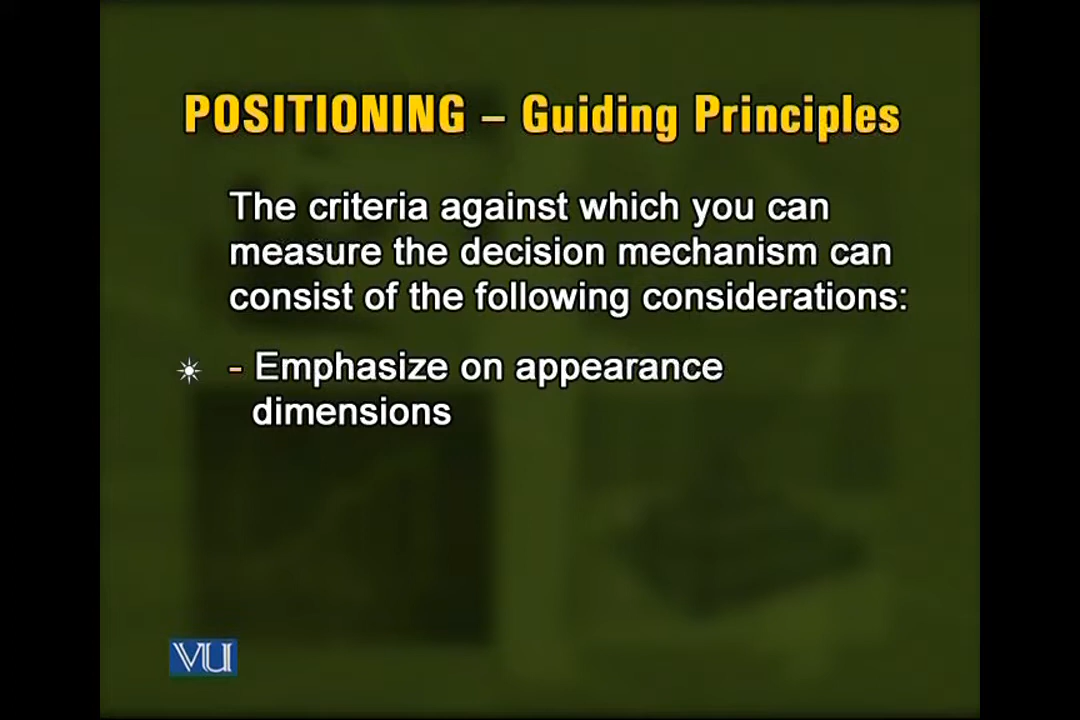 POSITIONING – Guiding Principles
The criteria against which you can
measure the decision mechanism can
consist of the following considerations:
- Emphasize on appearance
dimensions
VU